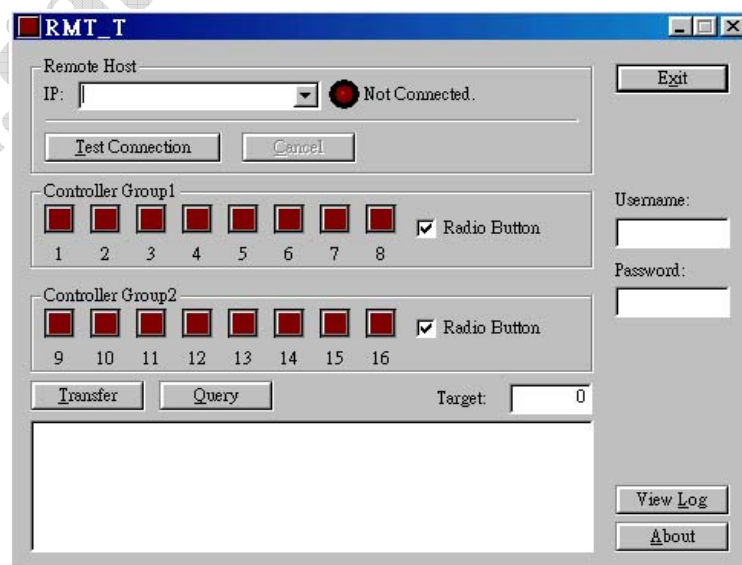 RMT_T
Remote Host
IP:
Not Connected.
Exit
Test Connection
Cancel
Controller Group1
Radio Button
1 2 3 4 5 6 7 8
Username:
Password:
Controller Group2
Radio Button
9 10 11 12 13 14 15 16
Transfer
Query
Target: 0
View Log
About